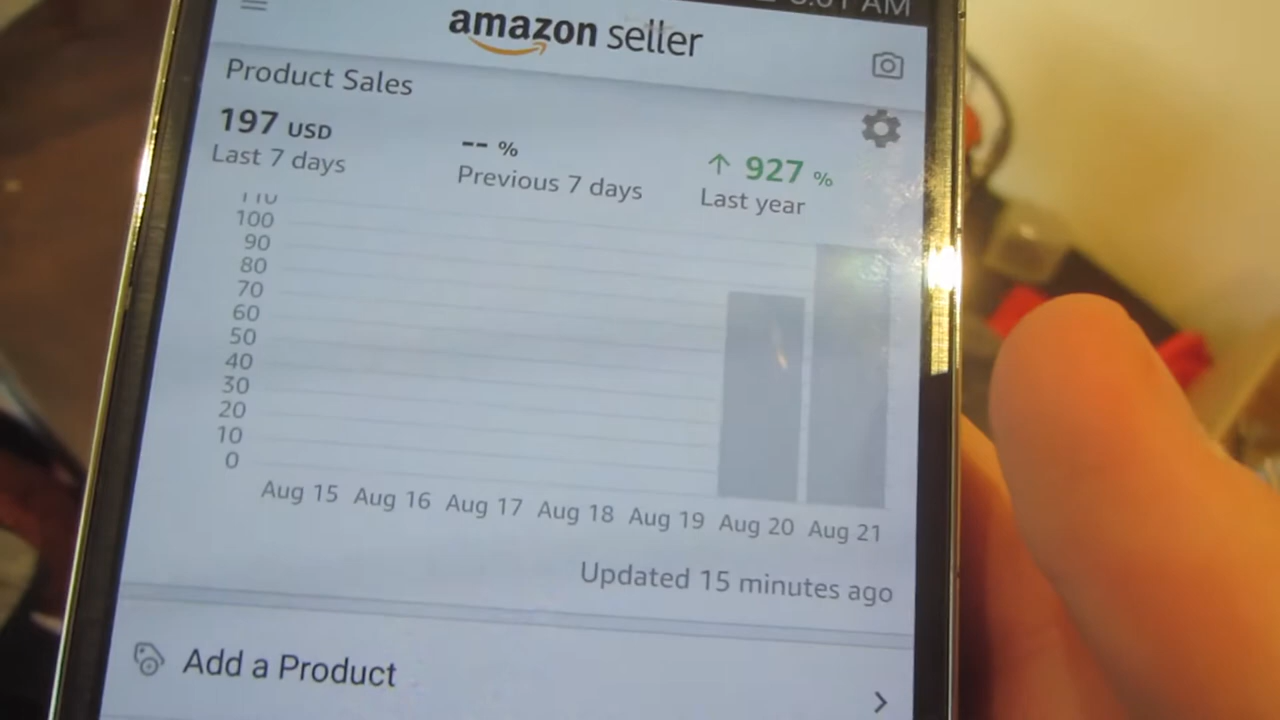 AM
amazon seller
Product Sales
197 USD
Last 7 days
-- %
Previous 7 days
↑ 927 %
Last year
110
100
90
80
70
60
50
40
30
20
10
0
Aug 15 Aug 16 Aug 17 Aug 18 Aug 19 Aug 20 Aug 21
Updated 15 minutes ago
Add a Product